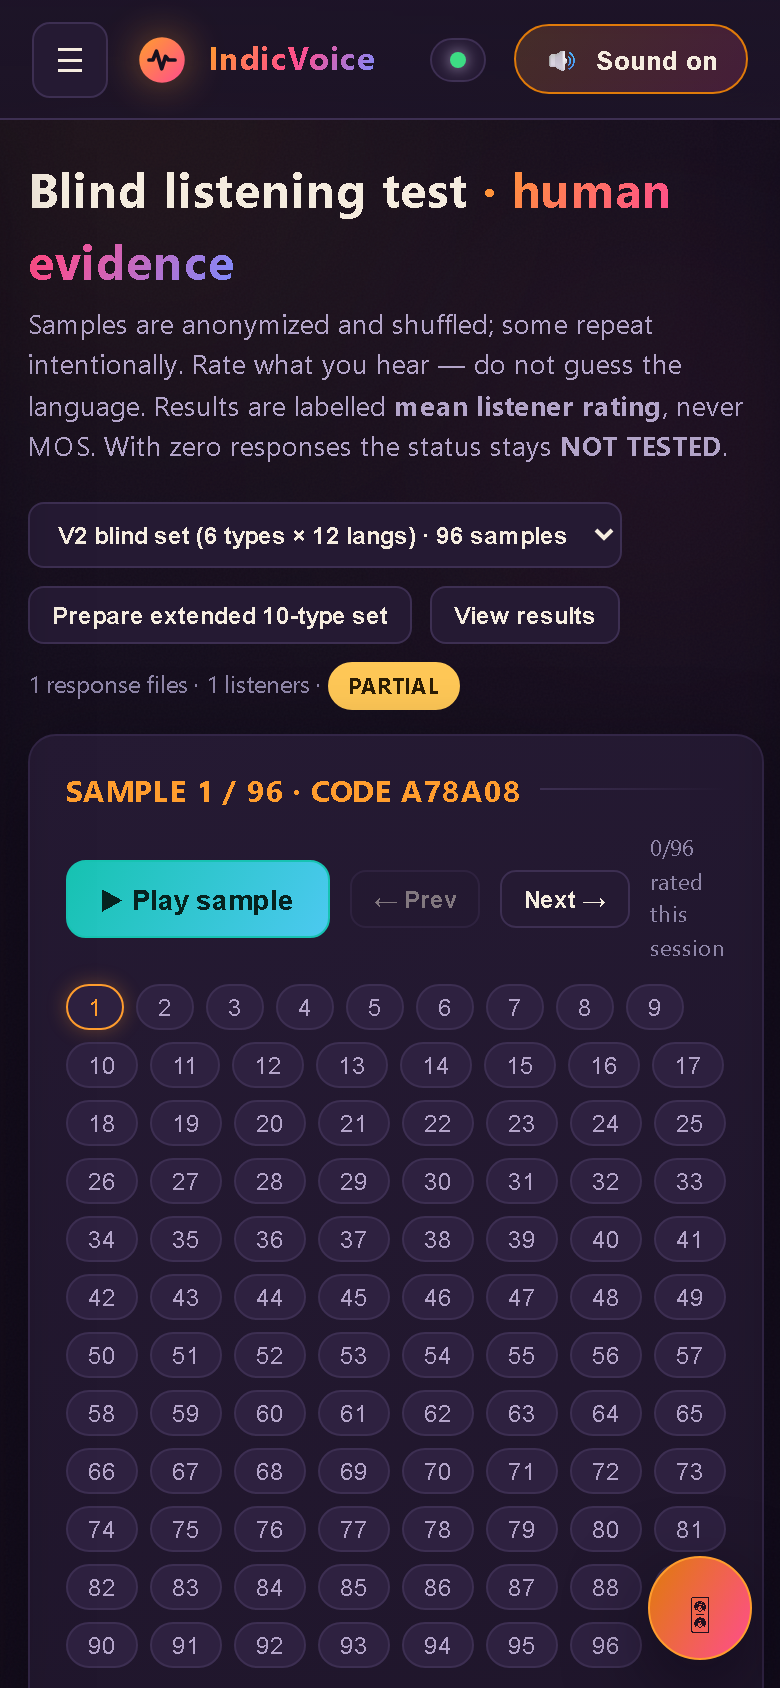 ☰ IndicVoice Sound on
Blind listening test · human
evidence
Samples are anonymized and shuffled; some repeat
intentionally. Rate what you hear — do not guess the
language. Results are labelled mean listener rating, never
MOS. With zero responses the status stays NOT TESTED.
V2 blind set (6 types × 12 langs) · 96 samples
Prepare extended 10-type set View results
1 response files · 1 listeners · PARTIAL
SAMPLE 1 / 96 · CODE A78A08
▶ Play sample ← Prev Next →
0/96
rated
this
session
1 2 3 4 5 6 7 8 9
10 11 12 13 14 15 16 17
18 19 20 21 22 23 24 25
26 27 28 29 30 31 32 33
34 35 36 37 38 39 40 41
42 43 44 45 46 47 48 49
50 51 52 53 54 55 56 57
58 59 60 61 62 63 64 65
66 67 68 69 70 71 72 73
74 75 76 77 78 79 80 81
82 83 84 85 86 87 88
90 91 92 93 94 95 96